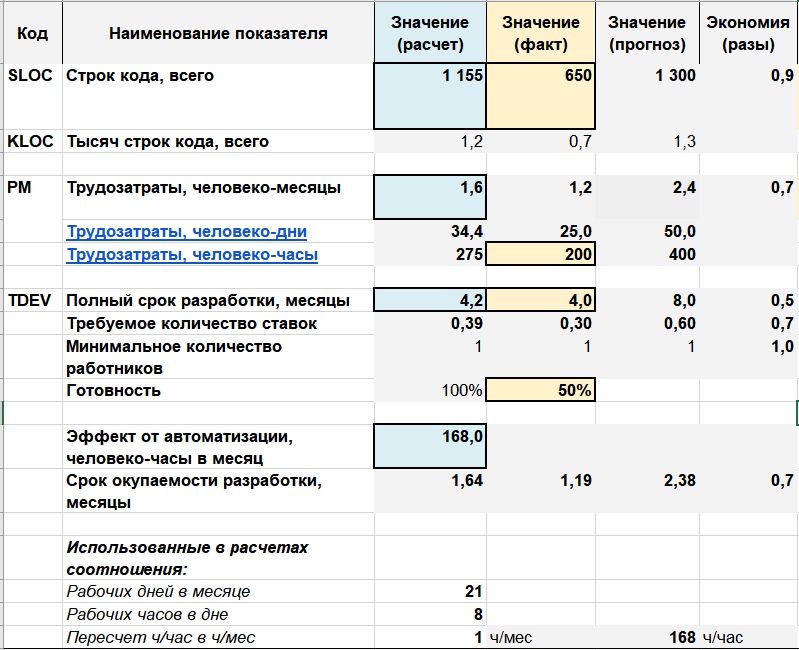 Код Наименование показателя Значение (расчет) Значение (факт) Значение (прогноз) Экономия (разы)
SLOC Строк кода, всего 1 155 650 1 300 0,9
KLOC Тысяч строк кода, всего 1,2 0,7 1,3
PM Трудозатраты, человеко-месяцы 1,6 1,2 2,4 0,7
Трудозатраты, человеко-дни 34,4 25,0 50,0
Трудозатраты, человеко-часы 275 200 400
TDEV Полный срок разработки, месяцы 4,2 4,0 8,0 0,5
Требуемое количество ставок 0,39 0,30 0,60 0,7
Минимальное количество 1 1 1 1,0
работников
Готовность 100% 50%
Эффект от автоматизации, 168,0
человеко-часы в месяц
Срок окупаемости разработки, 1,64 1,19 2,38 0,7
месяцы
Использованные в расчетах
соотношения:
Рабочих дней в месяце 21
Рабочих часов в дне 8
Пересчет ч/час в ч/мес 1 ч/мес 168 ч/час